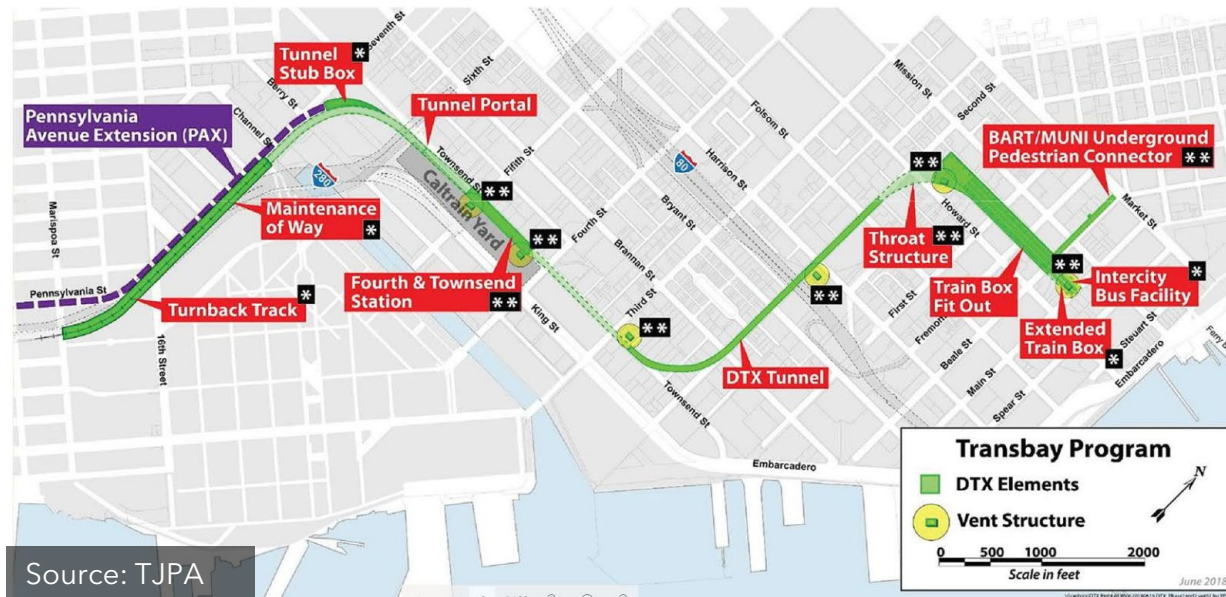 Tunnel
Stub Box *
Seventh St
Sixth St
Berry St
Tunnel Portal
Pennsylvania
Avenue Extension (PAX)
Channel St
Townsend St
Fifth St
Folsom St
Mission St
Second St
BART/MUNI Underground
Pedestrian Connector **
280
80
Harrison St
**
Caltrain Yard
**
Marispoa St
Maintenance
of Way *
Fourth St
Bryant St
Howard St
Market St
Throat **
Structure
**
Brannan St
Fourth & Townsend
Station **
Pennsylvania St
Turnback Track *
Third St
**
**
First St
Train Box
Fit Out
Intercity *
Bus Facility
King St
Extended
Train Box *
Steuart St
16th Street
Beale St
Main St
Spear St
Embarcadero
DTX Tunnel
Townsend St
Embarcadero
Transbay Program
DTX Elements
N
Vent Structure
0 500 1000 2000
Scale in feet
June 2018
Source: TJPA